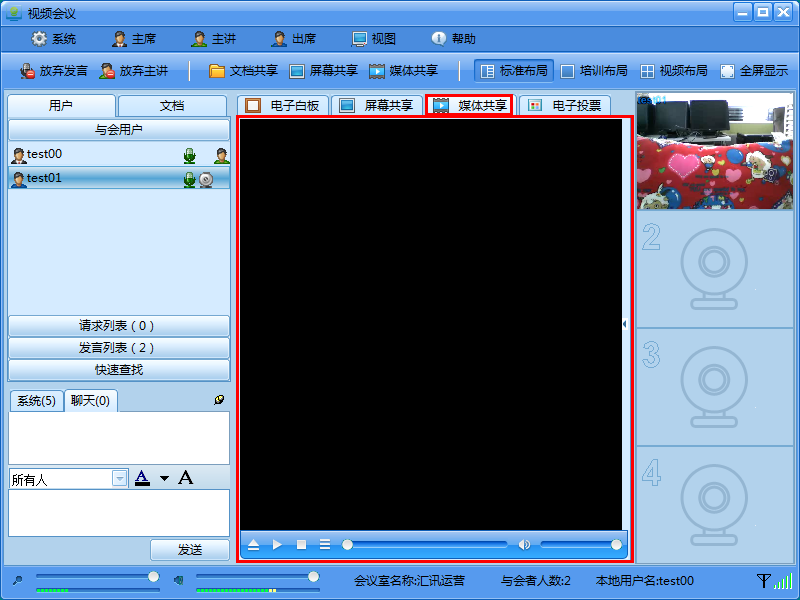 视频会议
系统 主席 主讲 出席 视图 帮助
放弃发言 放弃主讲 文档共享 屏幕共享 媒体共享 标准布局 培训布局 视频布局 全屏显示
用户 文档 电子白板 屏幕共享 媒体共享 电子投票
与会用户
test00
test01
请求列表(0)
发言列表(2)
快速查找
系统(5) 聊天(0)
所有人 A A
发送
test01
2
3
4
会议室名称:汇讯运营 与会者人数:2 本地用户名:test00